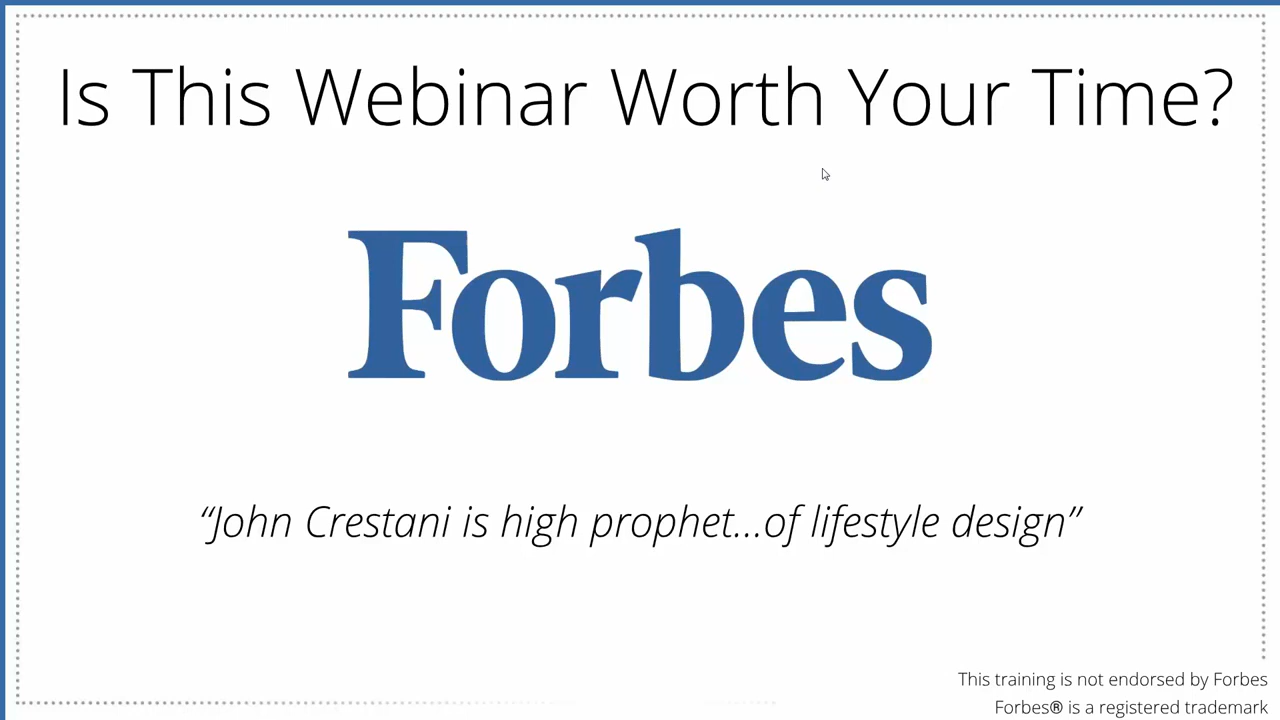 Is This Webinar Worth Your Time?
Forbes
“John Crestani is high prophet...of lifestyle design”
This training is not endorsed by Forbes
Forbes® is a registered trademark